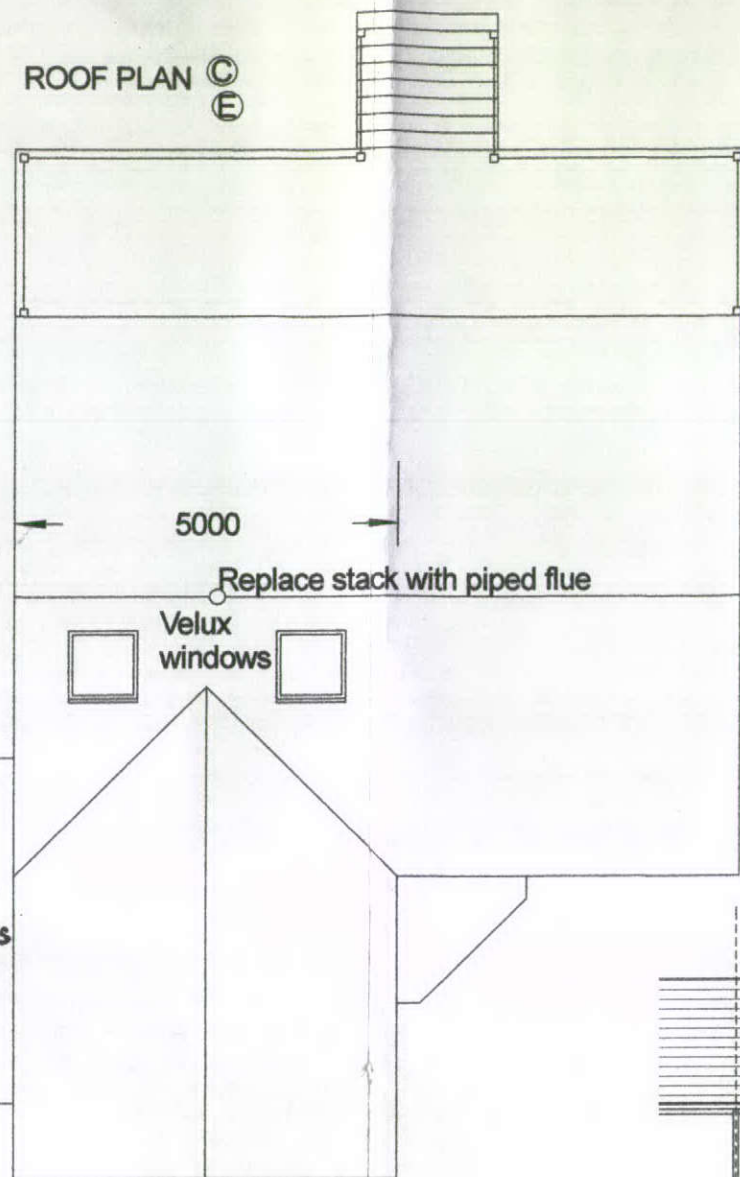 ROOF PLAN C
E
5000
Replace stack with piped flue
Velux
windows
s